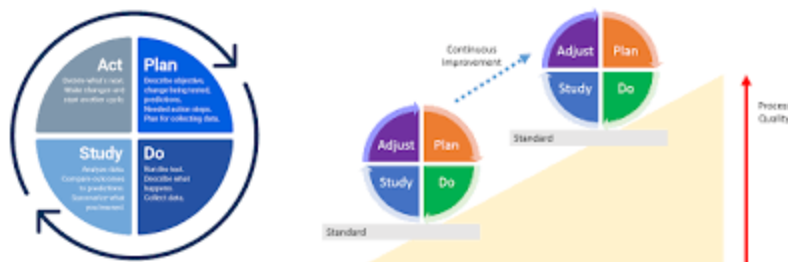 Act
Decide what's next.
Make changes and
start another cycle.
Plan
Describe objective,
change being tested,
predictions.
Needed action steps.
Plan for collecting data.
Study
Analyze data.
Compare outcomes
to predictions.
Summarize what
you learned.
Do
Run the test.
Describe what
happens.
Collect data.
Continuous
Improvement
Adjust
Plan
Study
Do
Standard
Adjust
Plan
Study
Do
Standard
Process
Quality